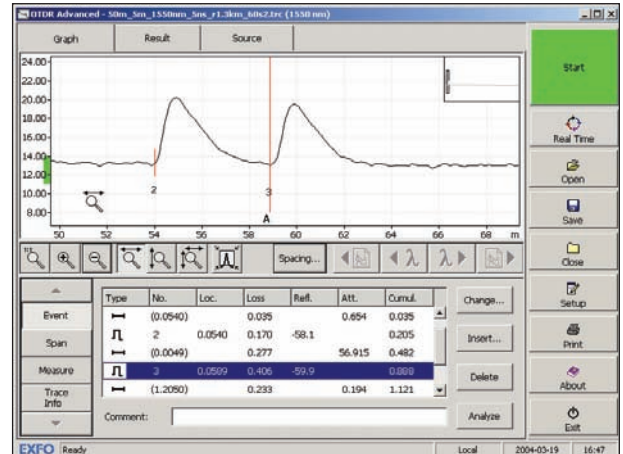 OTDR Advanced - 50m_5m_1550nm_5ns_r1.3km_60s2.trc (1550 nm)
Graph Result Source
24.00
22.00
20.00
18.00
16.00
14.00
12.00
10.00
8.00
2 3
A
50 52 54 56 58 60 62 64 66 68 m
Spacing...
λ λ
Event
Span
Measure
Trace Info
Type No. Loc. Loss Refl. Att. Cumul.
(0.0540) 0.035 0.654 0.035
2 0.0540 0.170 -58.1 0.205
(0.0049) 0.277 56.915 0.482
3 0.0589 0.406 -59.9 0.888
(1.2050) 0.233 0.194 1.121
Comment:
Change...
Insert...
Delete
Analyze
Start
Real Time
Open
Save
Close
Setup
Print
About
Exit
EXFO Ready Local 2004-03-19 16:47